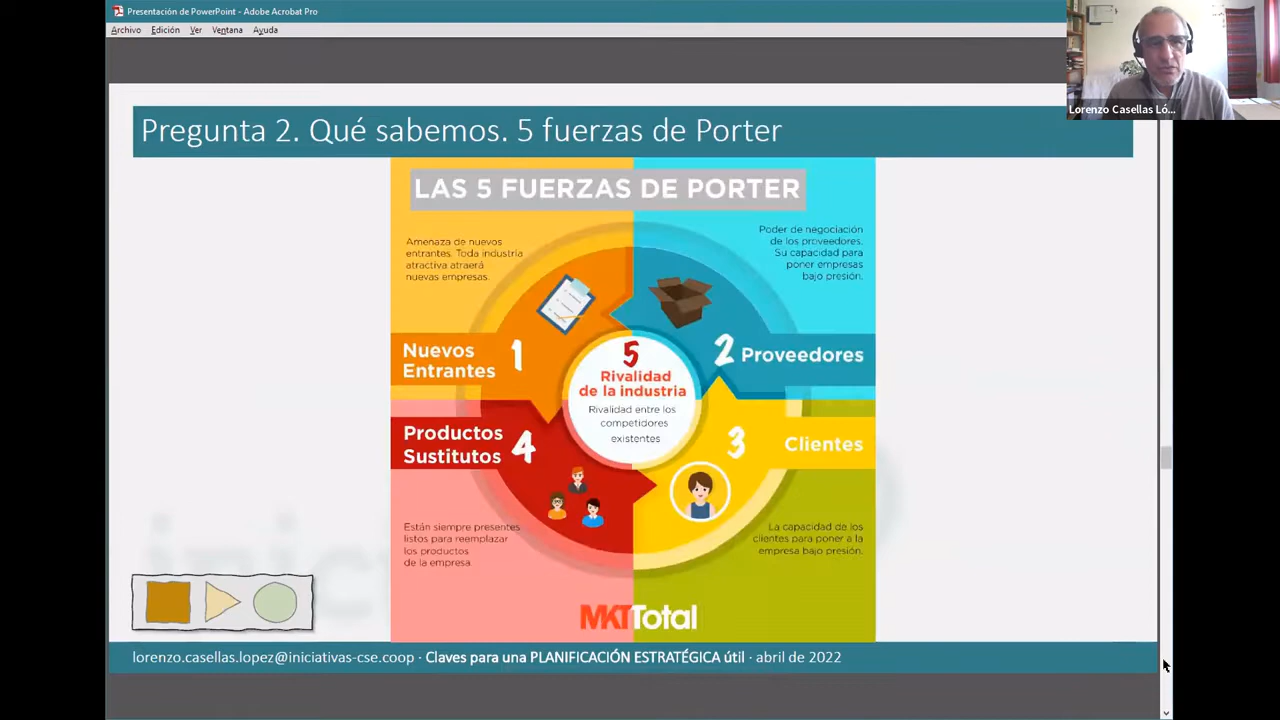 Presentación de PowerPoint - Adobe Acrobat Pro
Archivo Edición Ver Ventana Ayuda
Lorenzo Casellas Ló...
Pregunta 2. Qué sabemos. 5 fuerzas de Porter
LAS 5 FUERZAS DE PORTER
Amenaza de nuevos
entrantes. Toda industria
atractiva atraerá
nuevas empresas.
Poder de negociación
de los proveedores.
Su capacidad para
poner empresas
bajo presión.
Nuevos
Entrantes
1
2
Proveedores
5
Rivalidad
de la industria
Rivalidad entre los
competidores
existentes
Productos
Sustitutos
4
3
Clientes
Están siempre presentes
listos para reemplazar
los productos
de la empresa.
La capacidad de los
clientes para poner a la
empresa bajo presión.
MKTTotal
lorenzo.casellas.lopez@iniciativas-cse.coop · Claves para una PLANIFICACIÓN ESTRATÉGICA útil · abril de 2022